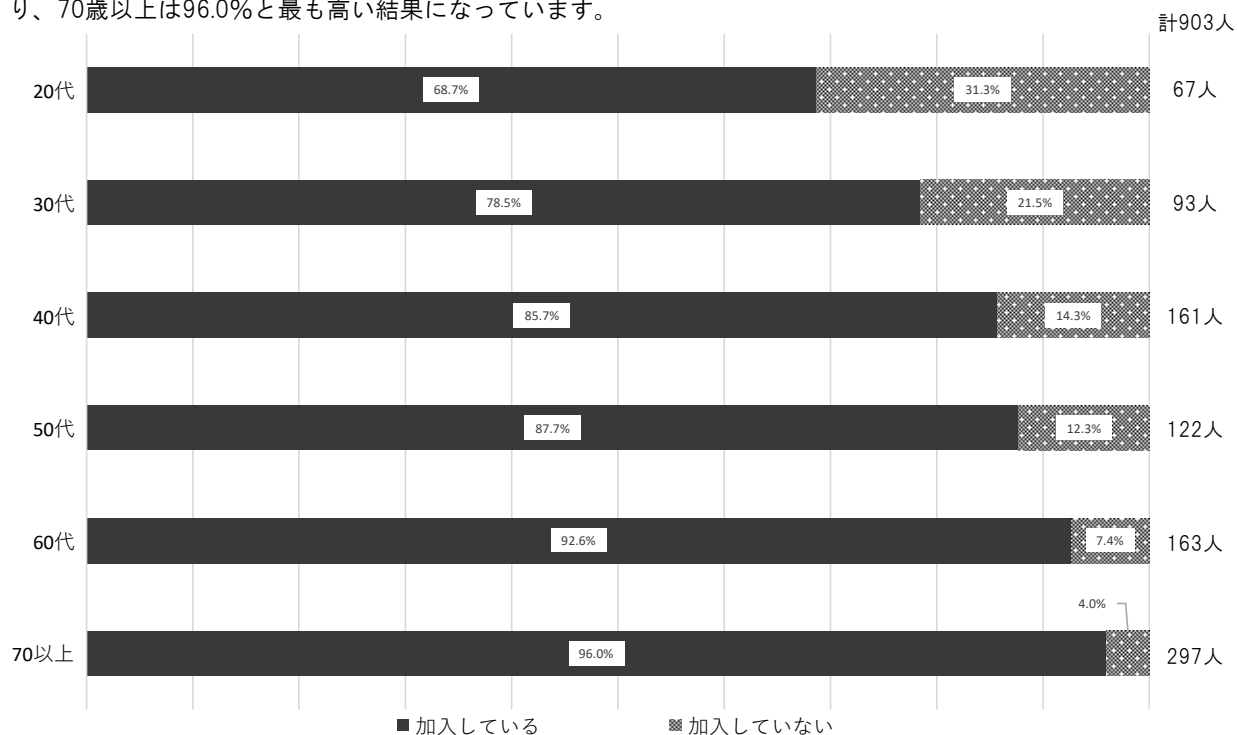 り、70歳以上は96.0%と最も高い結果になっています。
計903人
20代 68.7% 31.3% 67人
30代 78.5% 21.5% 93人
40代 85.7% 14.3% 161人
50代 87.7% 12.3% 122人
60代 92.6% 7.4% 163人
4.0%
70以上 96.0% 297人
加入している 加入していない